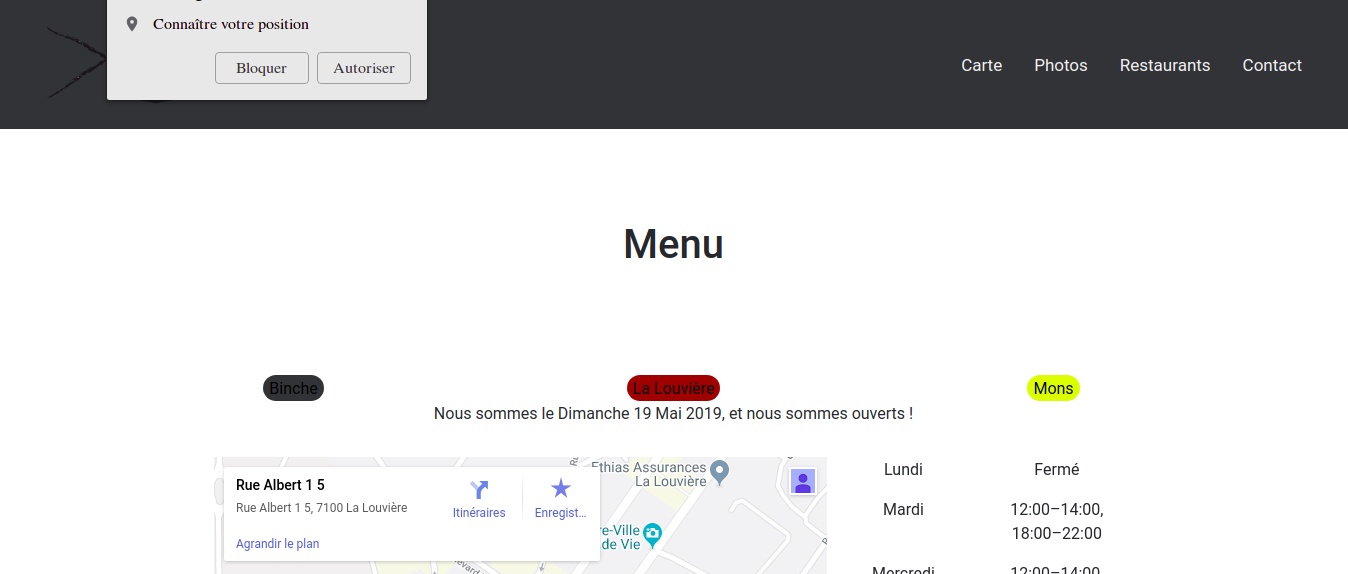 Connaître votre position
Bloquer Autoriser
Carte Photos Restaurants Contact
Menu
Binche La Louvière Mons
Nous sommes le Dimanche 19 Mai 2019, et nous sommes ouverts !
Ethias Assurances
La Louvière
Rue Albert 1 5
Rue Albert 1 5, 7100 La Louvière
Itinéraires Enregist...
Agrandir le plan
re-Ville
de Vie
Lundi Fermé
Mardi 12:00–14:00,
18:00–22:00
Mercredi 12:00–14:00